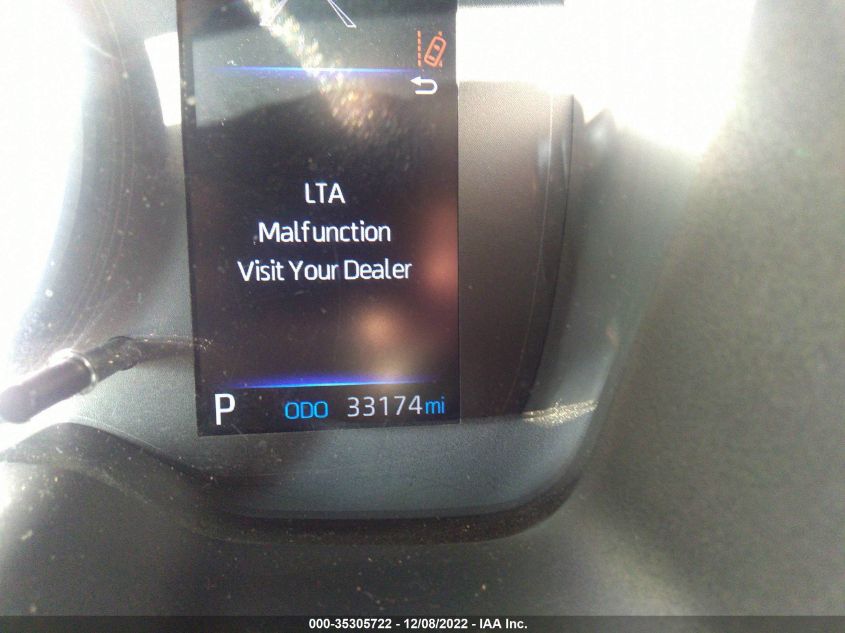 LTA
Malfunction
Visit Your Dealer
P ODO 33174 mi
000-35305722 - 12/08/2022 - IAA Inc.